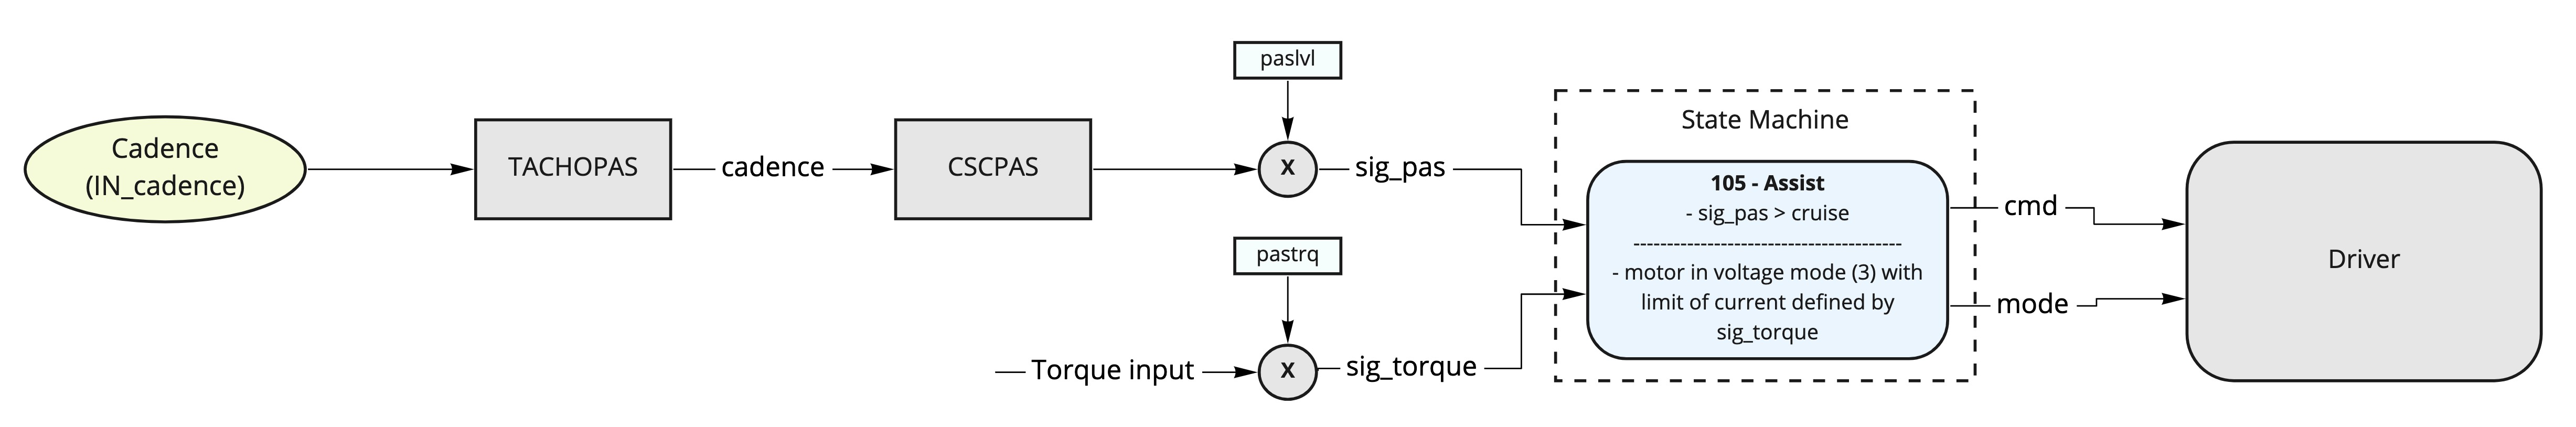 paslvl
State Machine
Cadence
(IN_cadence)
TACHOPAS
cadence
CSCPAS
X
sig_pas
105 - Assist
- sig_pas > cruise
----------------------------------------
- motor in voltage mode (3) with
limit of current defined by
sig_torque
cmd
mode
Driver
pastrq
Torque input
X
sig_torque